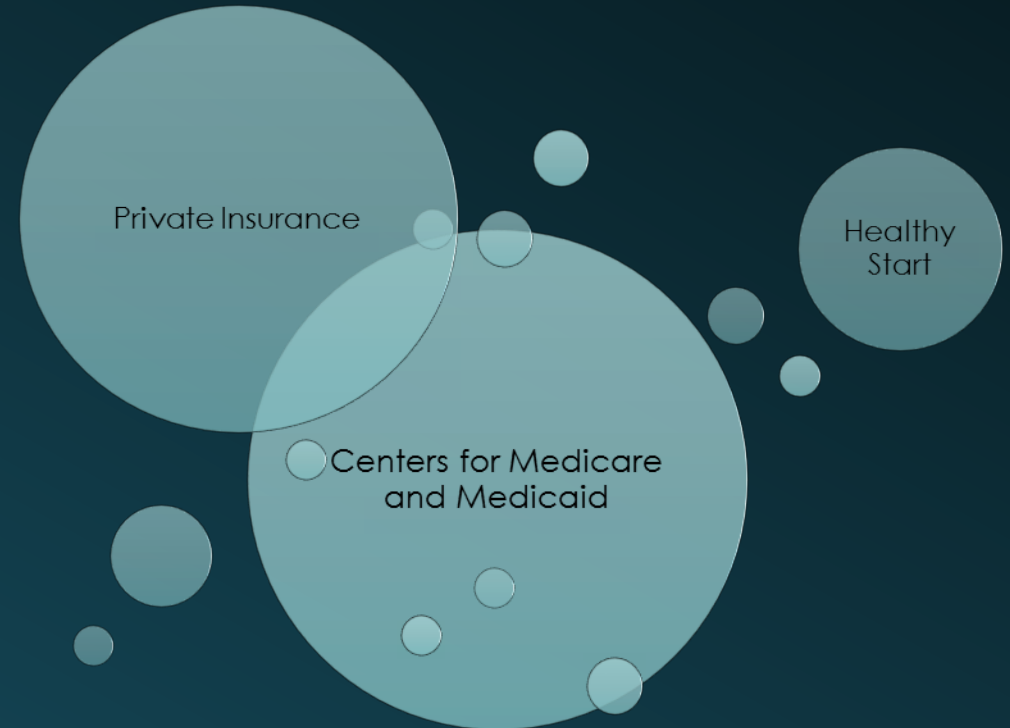 Private Insurance
Healthy
Start
Centers for Medicare
and Medicaid